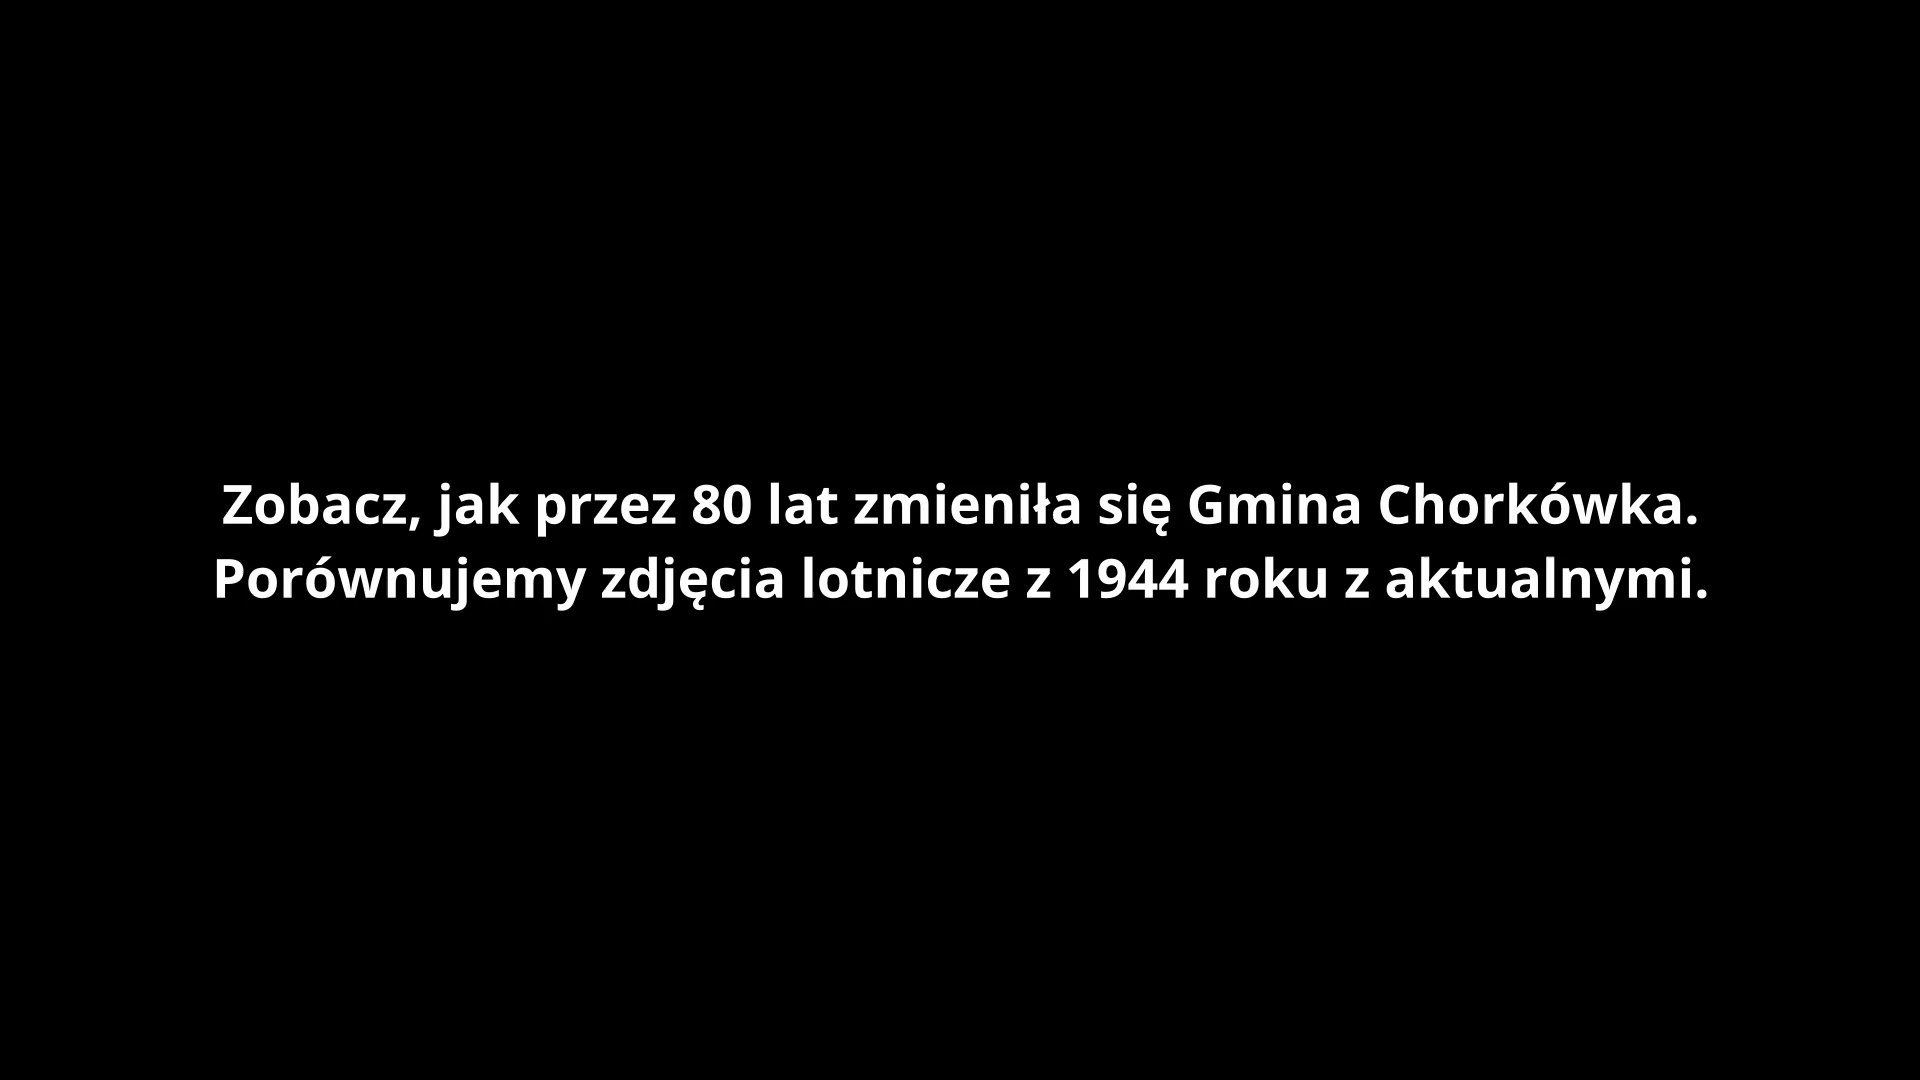 Zobacz, jak przez 80 lat zmieniła się Gmina Chorkówka.
Porównujemy zdjęcia lotnicze z 1944 roku z aktualnymi.